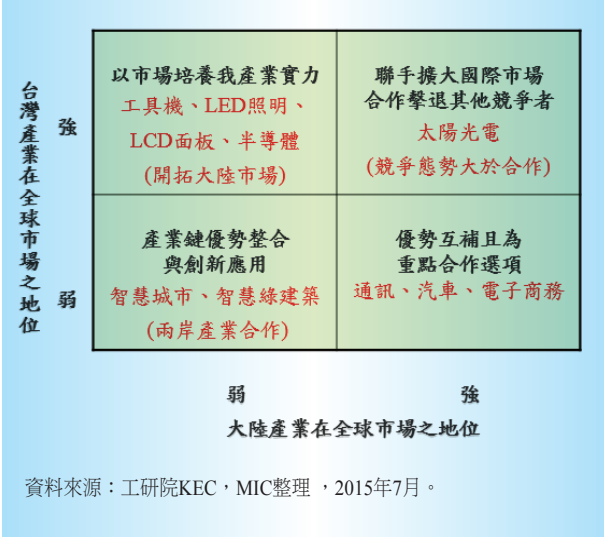 台灣產業在全球市場之地位
強
以市場培養我產業實力
工具機、LED照明、
LCD面板、半導體
(開拓大陸市場)
聯手擴大國際市場
合作擊退其他競爭者
太陽光電
(競爭態勢大於合作)
弱
產業鏈優勢整合
與創新應用
智慧城市、智慧綠建築
(兩岸產業合作)
優勢互補且為
重點合作選項
通訊、汽車、電子商務
弱
強
大陸產業在全球市場之地位
資料來源：工研院KEC，MIC整理 ，2015年7月。